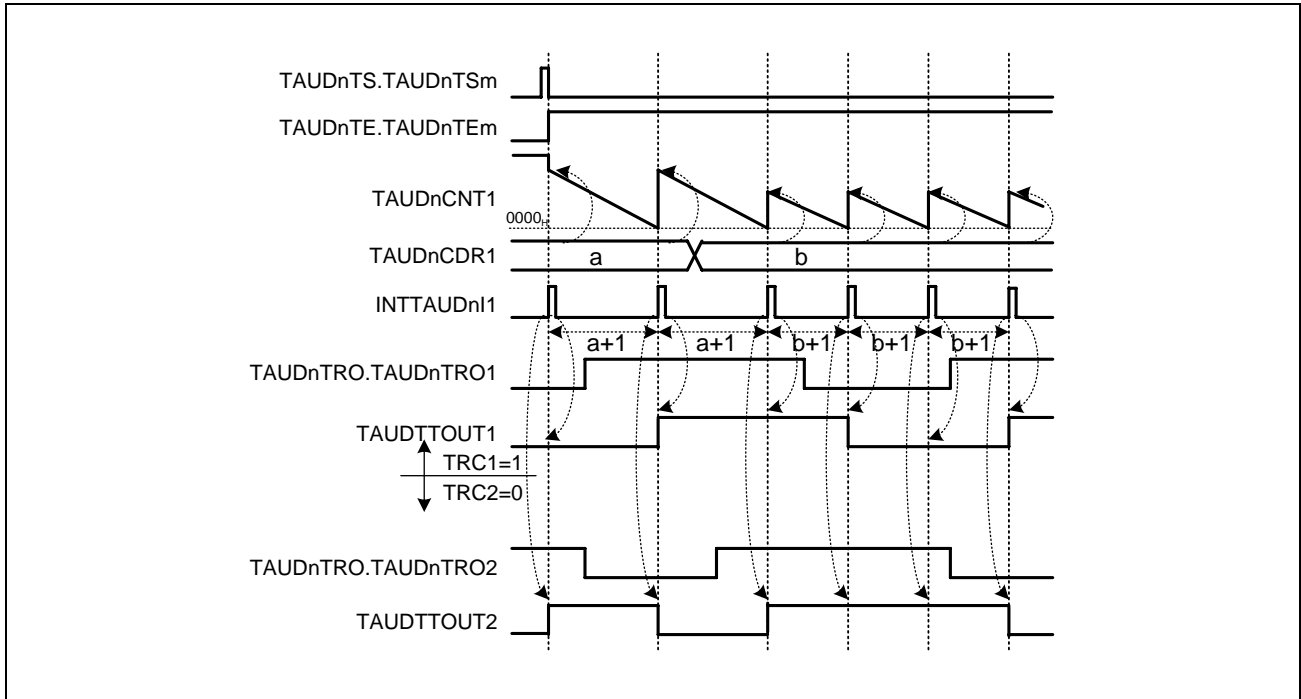 TAUDnTS.TAUDnTSm
TAUDnTE.TAUDnTEm
TAUDnCNT1
0000H
TAUDnCDR1
a
b
INTTAUDnI1
a+1
a+1
b+1
b+1
b+1
TAUDnTRO.TAUDnTRO1
TAUDTTOUT1
TRC1=1
TRC2=0
TAUDnTRO.TAUDnTRO2
TAUDTTOUT2